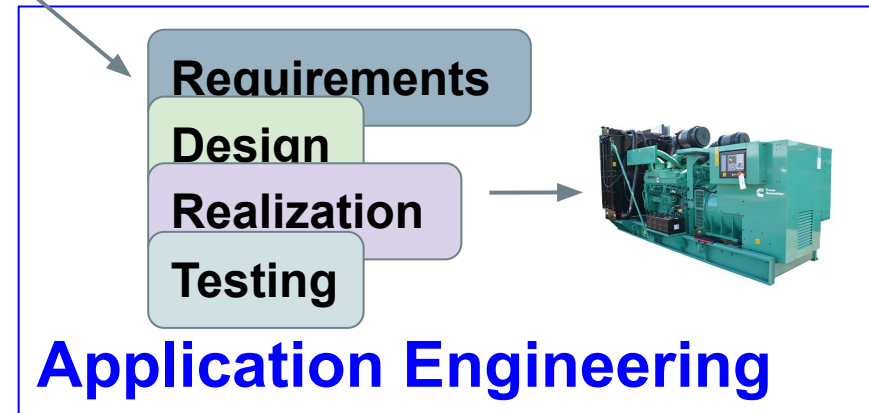 Requirements
Design
Realization
Testing
Application Engineering